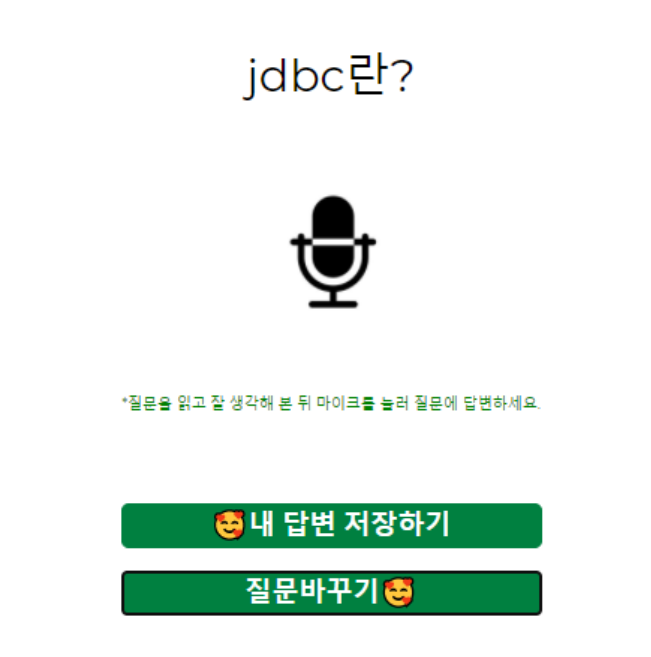 jdbc란?
*질문을 읽고 잘 생각해 본 뒤 마이크를 눌러 질문에 답변하세요.
🥰내 답변 저장하기
질문바꾸기🥰